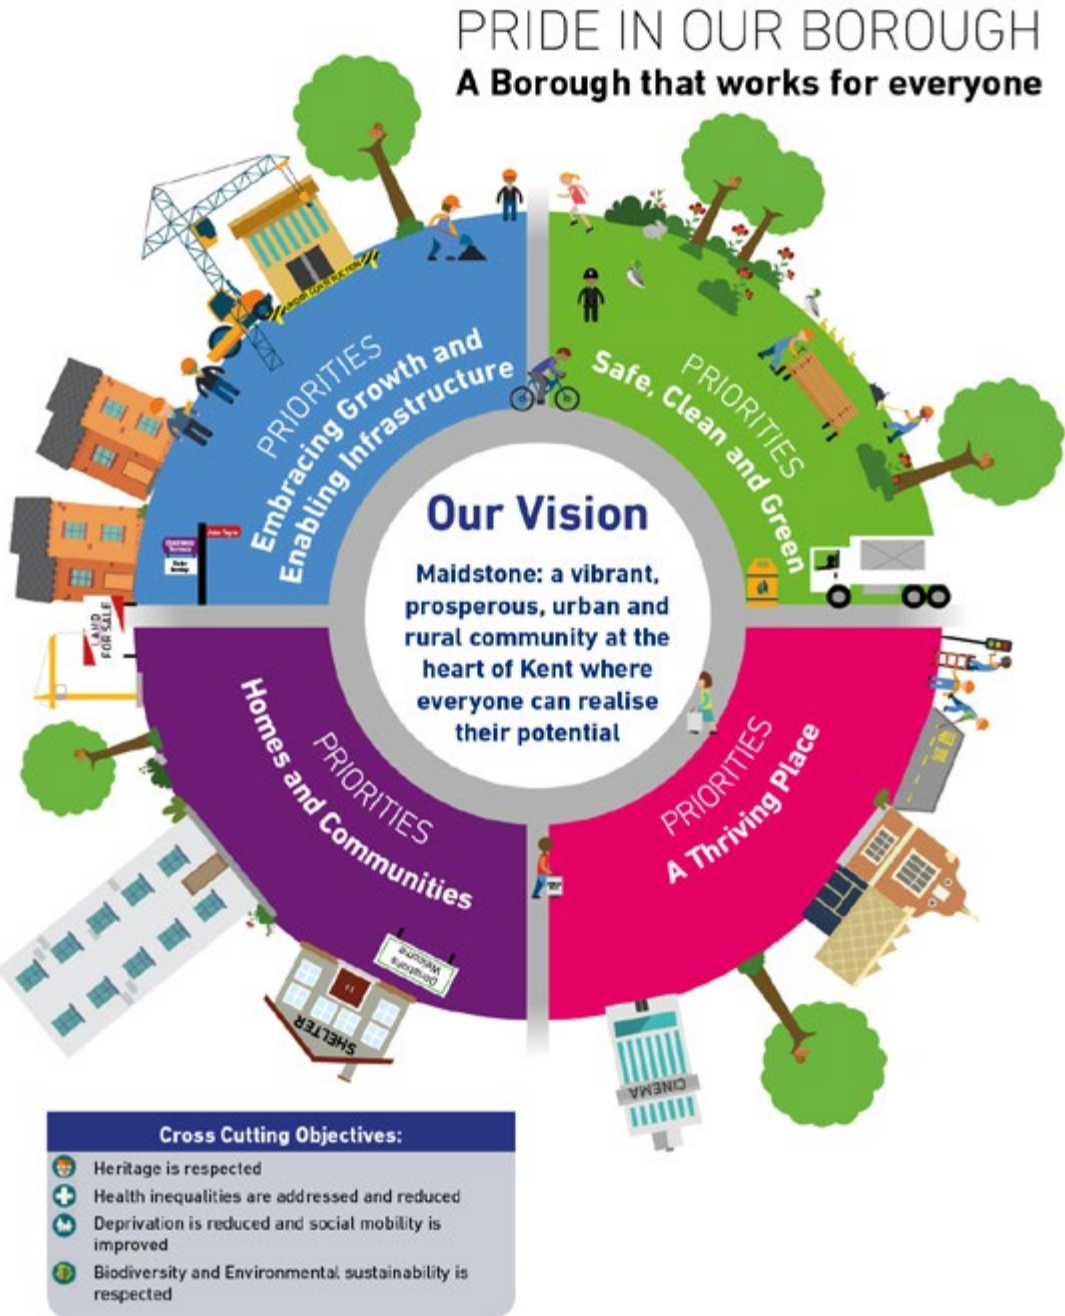 PRIDE IN OUR BOROUGH
A Borough that works for everyone
UNDER CONSTRUCTION
PRIORITIES
Embracing Growth and
Enabling Infrastructure
PRIORITIES
Safe, Clean and Green
Our Vision
Maidstone: a vibrant,
prosperous, urban and
rural community at the
heart of Kent where
everyone can realise
their potential
LAND
FOR SALE
PRIORITIES
Homes and Communities
PRIORITIES
A Thriving Place
Donations
Welcome
SHELTER
CINEMA
Cross Cutting Objectives:
Heritage is respected
Health inequalities are addressed and reduced
Deprivation is reduced and social mobility is
improved
Biodiversity and Environmental sustainability is
respected